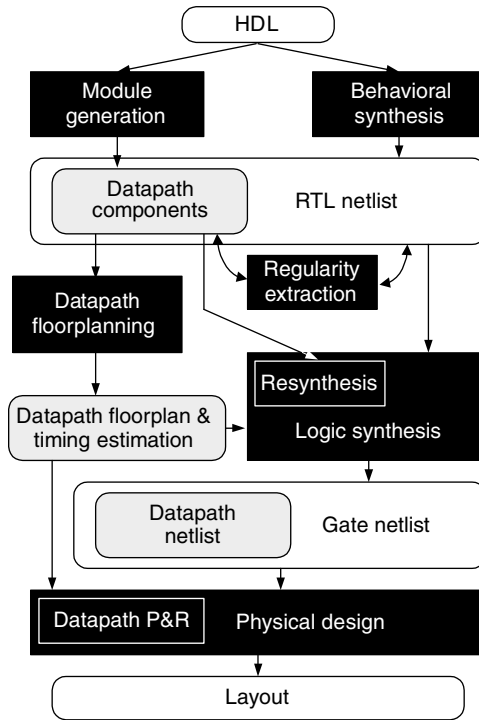 HDL
Module
generation
Behavioral
synthesis
Datapath
components
RTL netlist
Regularity
extraction
Datapath
floorplanning
Resynthesis
Logic synthesis
Datapath floorplan &
timing estimation
Datapath
netlist
Gate netlist
Datapath P&R
Physical design
Layout